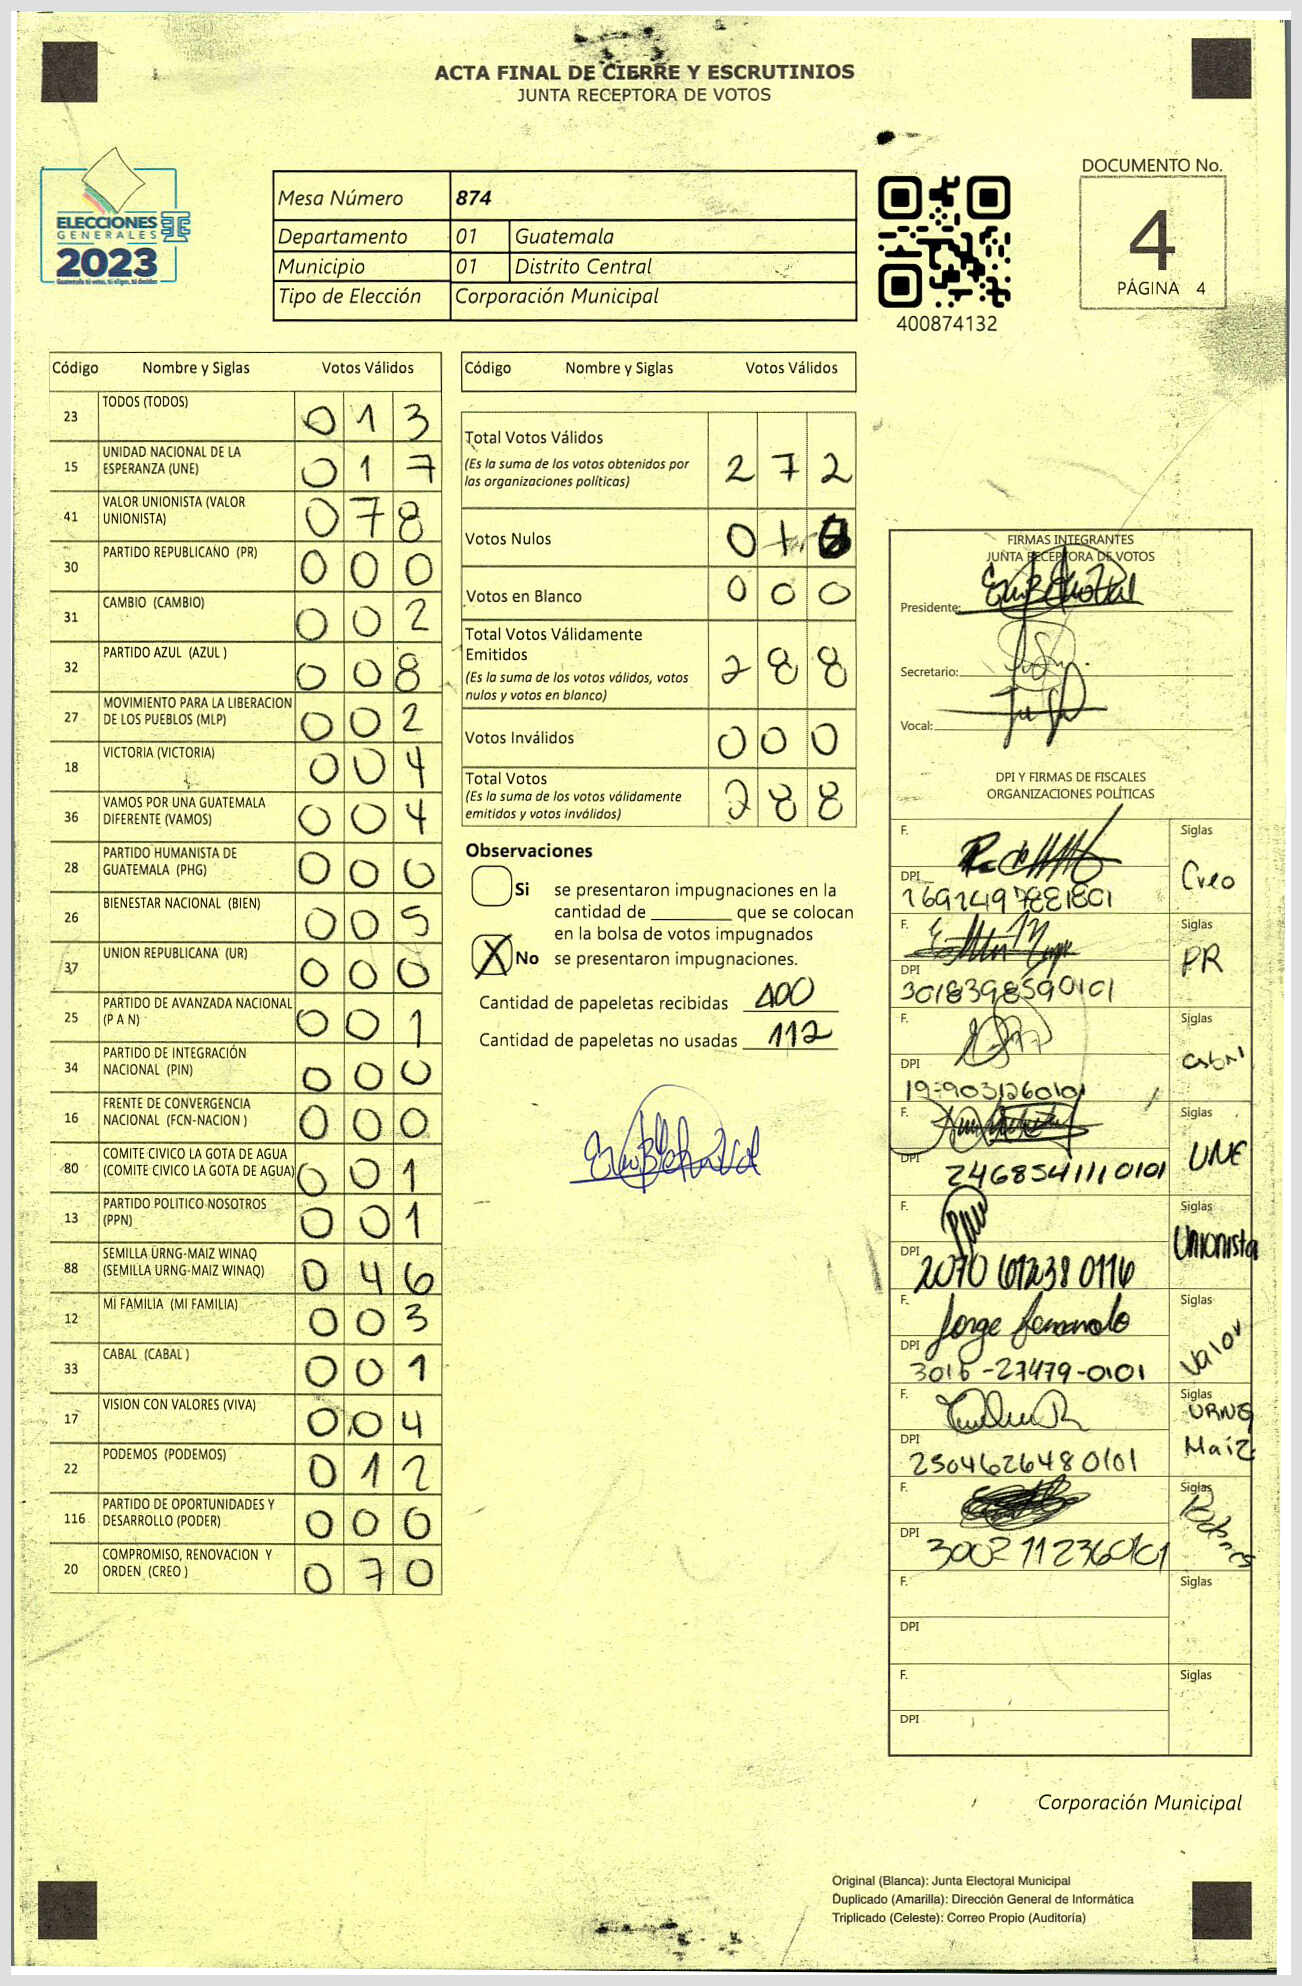 ACTA FINAL DE CIERRE Y ESCRUTINIOS
JUNTA RECEPTORA DE VOTOS
ELECCIONES
GENERALES
2023
Guatemala tú votas, tú eliges, tú decides
Mesa Número 874
Departamento 01 Guatemala
Municipio 01 Distrito Central
Tipo de Elección Corporación Municipal
400874132
DOCUMENTO No.
4
PÁGINA 4
Código Nombre y Siglas Votos Válidos
23 TODOS (TODOS) 0 1 3
15 UNIDAD NACIONAL DE LA
ESPERANZA (UNE) 0 1 7
41 VALOR UNIONISTA (VALOR
UNIONISTA) 0 7 8
30 PARTIDO REPUBLICANO (PR) 0 0 0
31 CAMBIO (CAMBIO) 0 0 2
32 PARTIDO AZUL (AZUL ) 0 0 8
27 MOVIMIENTO PARA LA LIBERACION
DE LOS PUEBLOS (MLP) 0 0 2
18 VICTORIA (VICTORIA) 0 0 4
36 VAMOS POR UNA GUATEMALA
DIFERENTE (VAMOS) 0 0 4
28 PARTIDO HUMANISTA DE
GUATEMALA (PHG) 0 0 0
26 BIENESTAR NACIONAL (BIEN) 0 0 5
37 UNION REPUBLICANA (UR) 0 0 0
25 PARTIDO DE AVANZADA NACIONAL
(P A N) 0 0 1
34 PARTIDO DE INTEGRACIÓN
NACIONAL (PIN) 0 0 0
16 FRENTE DE CONVERGENCIA
NACIONAL (FCN-NACION ) 0 0 0
80 COMITE CIVICO LA GOTA DE AGUA
(COMITE CIVICO LA GOTA DE AGUA) 0 0 1
13 PARTIDO POLITICO NOSOTROS
(PPN) 0 0 1
88 SEMILLA URNG-MAIZ WINAQ
(SEMILLA URNG-MAIZ WINAQ) 0 4 6
12 MI FAMILIA (MI FAMILIA) 0 0 3
33 CABAL (CABAL ) 0 0 1
17 VISION CON VALORES (VIVA) 0 0 4
22 PODEMOS (PODEMOS) 0 1 2
116 PARTIDO DE OPORTUNIDADES Y
DESARROLLO (PODER) 0 0 0
20 COMPROMISO, RENOVACION Y
ORDEN (CREO ) 0 7 0
Código Nombre y Siglas Votos Válidos
Total Votos Válidos
(Es la suma de los votos obtenidos por
las organizaciones políticas) 2 7 2
Votos Nulos 0 1
Votos en Blanco 0 0 0
Total Votos Válidamente
Emitidos
(Es la suma de los votos válidos, votos
nulos y votos en blanco) 2 8 8
Votos Inválidos 0 0 0
Total Votos
(Es la suma de los votos válidamente
emitidos y votos inválidos) 2 8 8
Observaciones
Si se presentaron impugnaciones en la
cantidad de ________ que se colocan
en la bolsa de votos impugnados
X No se presentaron impugnaciones.
Cantidad de papeletas recibidas 400
Cantidad de papeletas no usadas 112
FIRMAS INTEGRANTES
JUNTA RECEPTORA DE VOTOS
Presidente:
Secretario:
Vocal:
DPI Y FIRMAS DE FISCALES
ORGANIZACIONES POLÍTICAS
F. Siglas
Creo
DPI
F. Siglas
PR
DPI
3018398590101
F. Siglas
DPI
F. Siglas
UNE
DPI
2468541110101
F. Siglas
Unionista
DPI
2070 61238 0116
F. Jorge Siglas
Valor
DPI
3015-27479-0101
F. Siglas
URNG
Maíz
DPI
2504626480101
F. Siglas
DPI
3002112360101
F. Siglas
DPI
F. Siglas
DPI
Corporación Municipal
Original (Blanca): Junta Electoral Municipal
Duplicado (Amarilla): Dirección General de Informática
Triplicado (Celeste): Correo Propio (Auditoría)